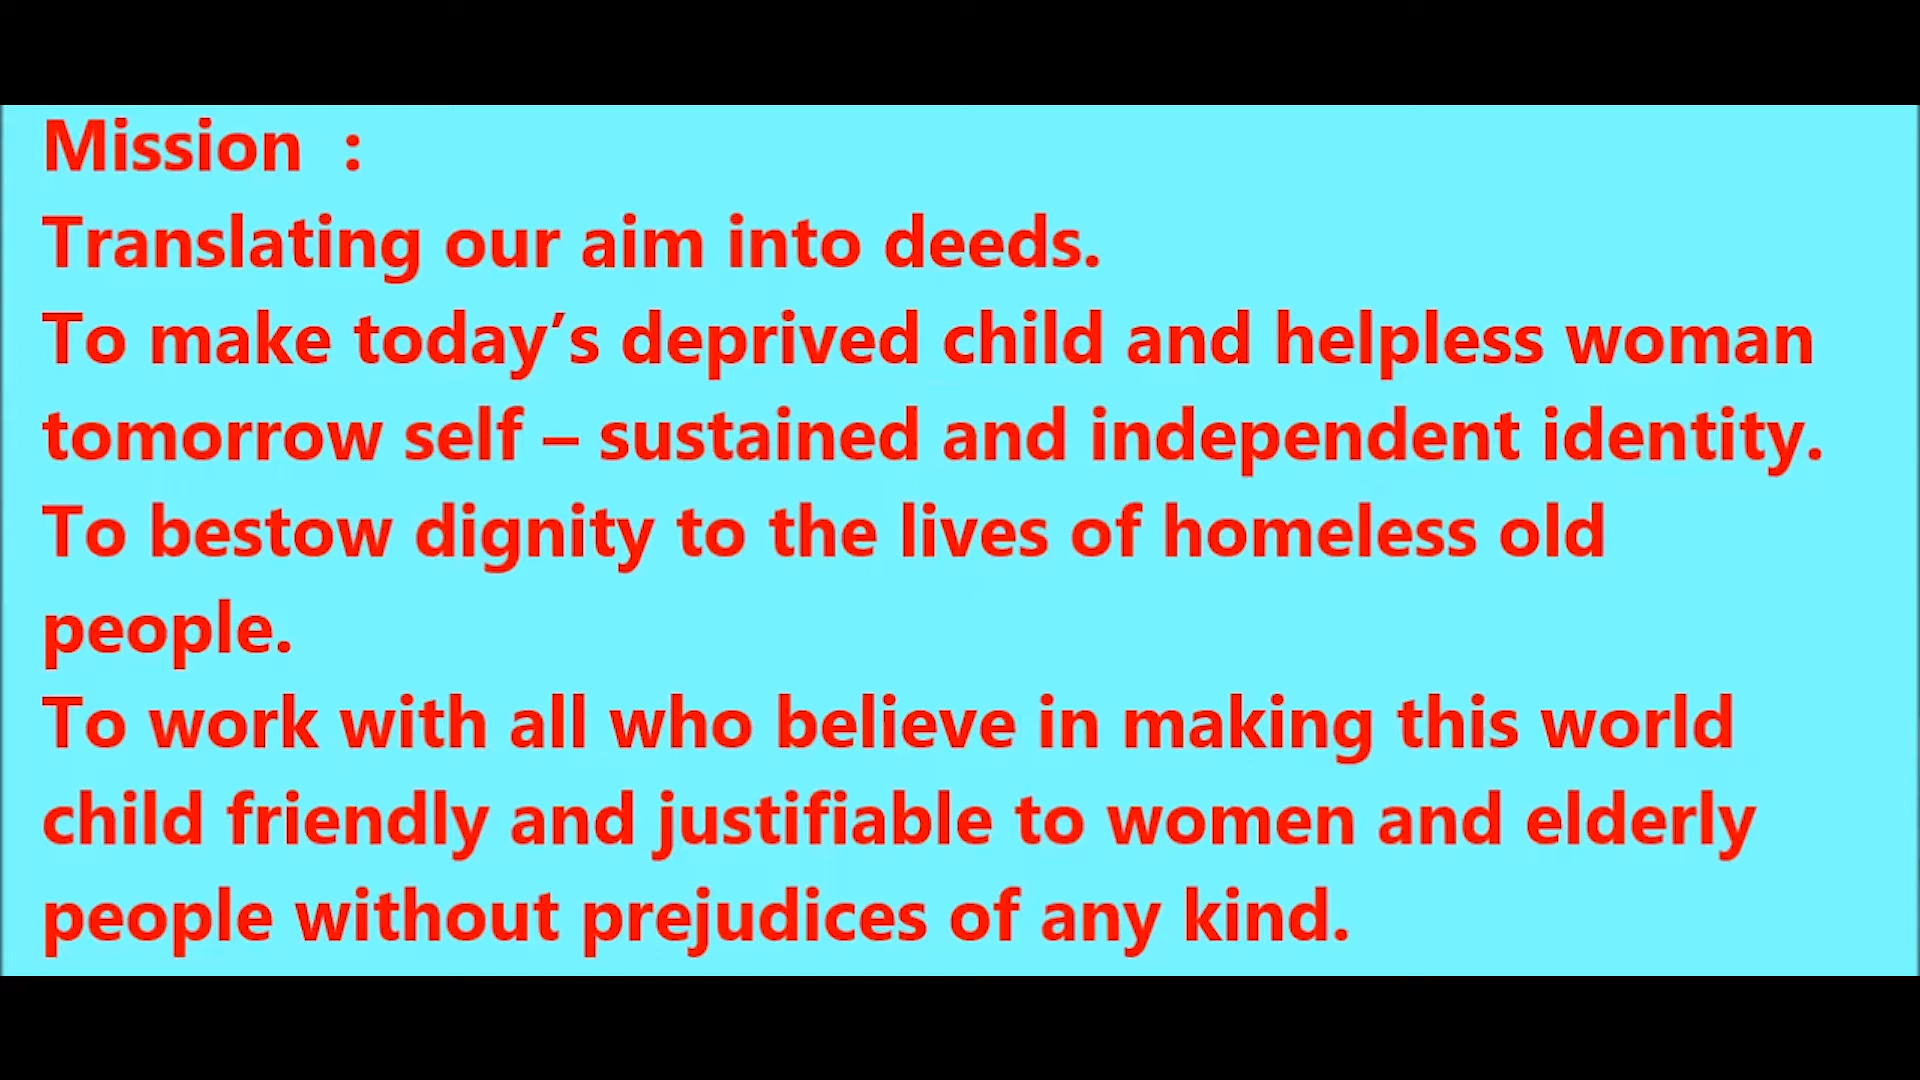 Mission  :
Translating our aim into deeds.
To make today’s deprived child and helpless woman
tomorrow self – sustained and independent identity.
To bestow dignity to the lives of homeless old
people.
To work with all who believe in making this world
child friendly and justifiable to women and elderly
people without prejudices of any kind.